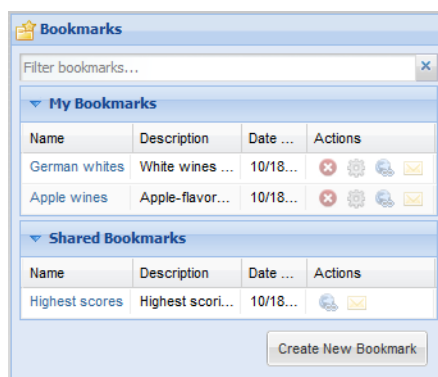 Bookmarks
Filter bookmarks...
My Bookmarks
Name Description Date ... Actions
German whites White wines ... 10/18...
Apple wines Apple-flavor... 10/18...
Shared Bookmarks
Name Description Date ... Actions
Highest scores Highest scori... 10/18...
Create New Bookmark